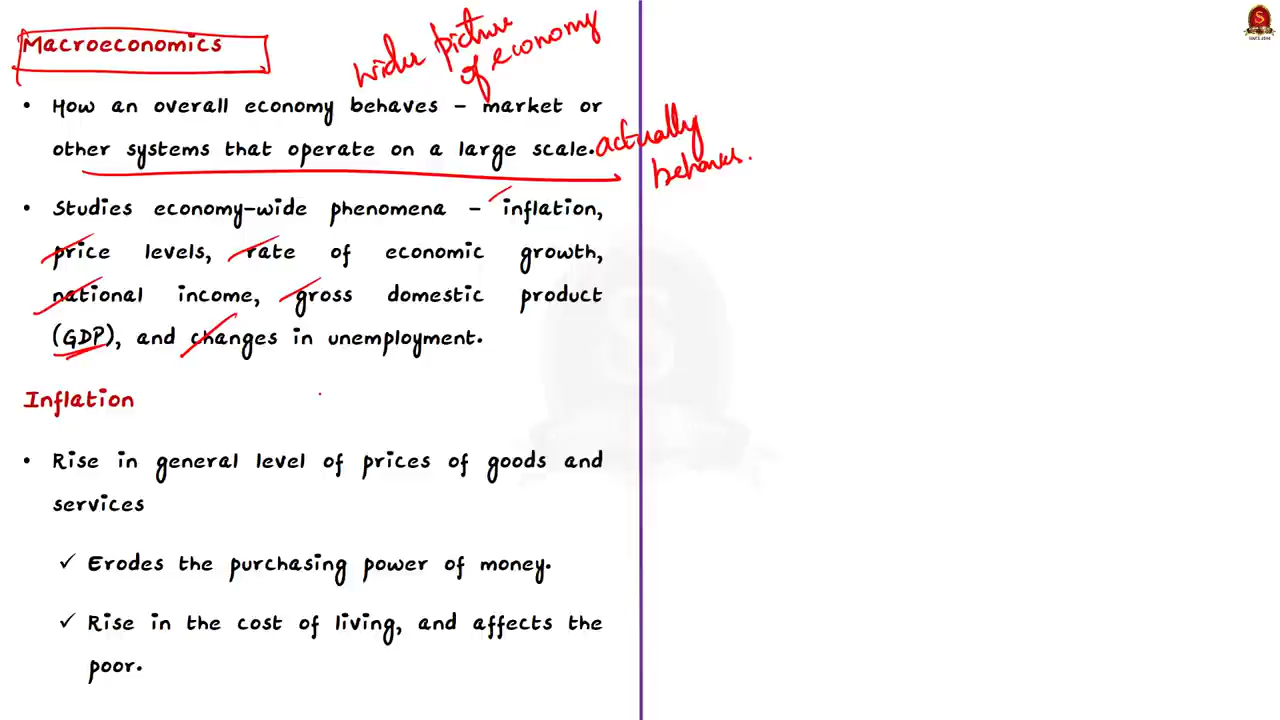 Macroeconomics
wider picture
of economy
How an overall economy behaves – market or
other systems that operate on a large scale.
actually
behaves.
• Studies economy-wide phenomena – inflation,
price levels, rate of economic growth,
national income, gross domestic product
(GDP), and changes in unemployment.
Inflation
• Rise in general level of prices of goods and
services
✓ Erodes the purchasing power of money.
✓ Rise in the cost of living, and affects the
poor.